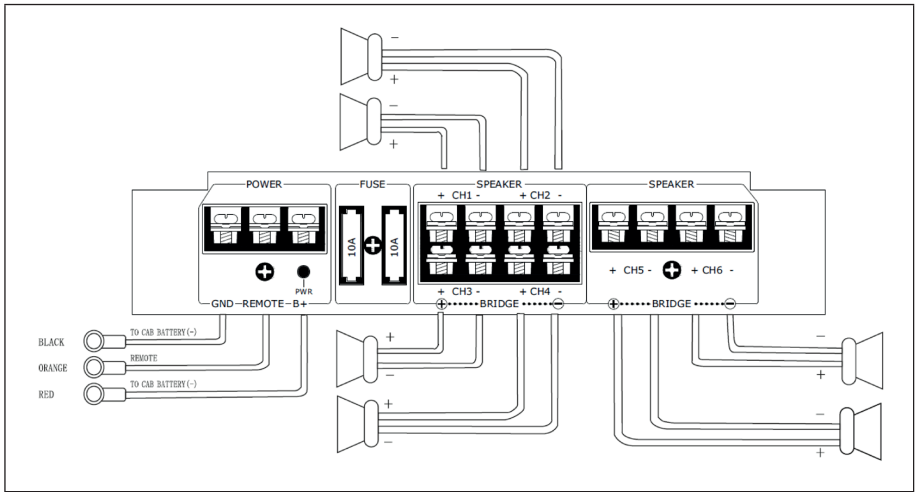 −
+
−
+
POWER
FUSE
SPEAKER
SPEAKER
+ CH1 - + CH2 -
10A
10A
PWR
+ CH5 - + CH6 -
+ CH3 - + CH4 -
GND REMOTE B+
+ BRIDGE −
+ BRIDGE −
BLACK TO CAB BATTERY(-)
ORANGE REMOTE
RED TO CAB BATTERY(-)
+
−
+
−
−
+
−
+